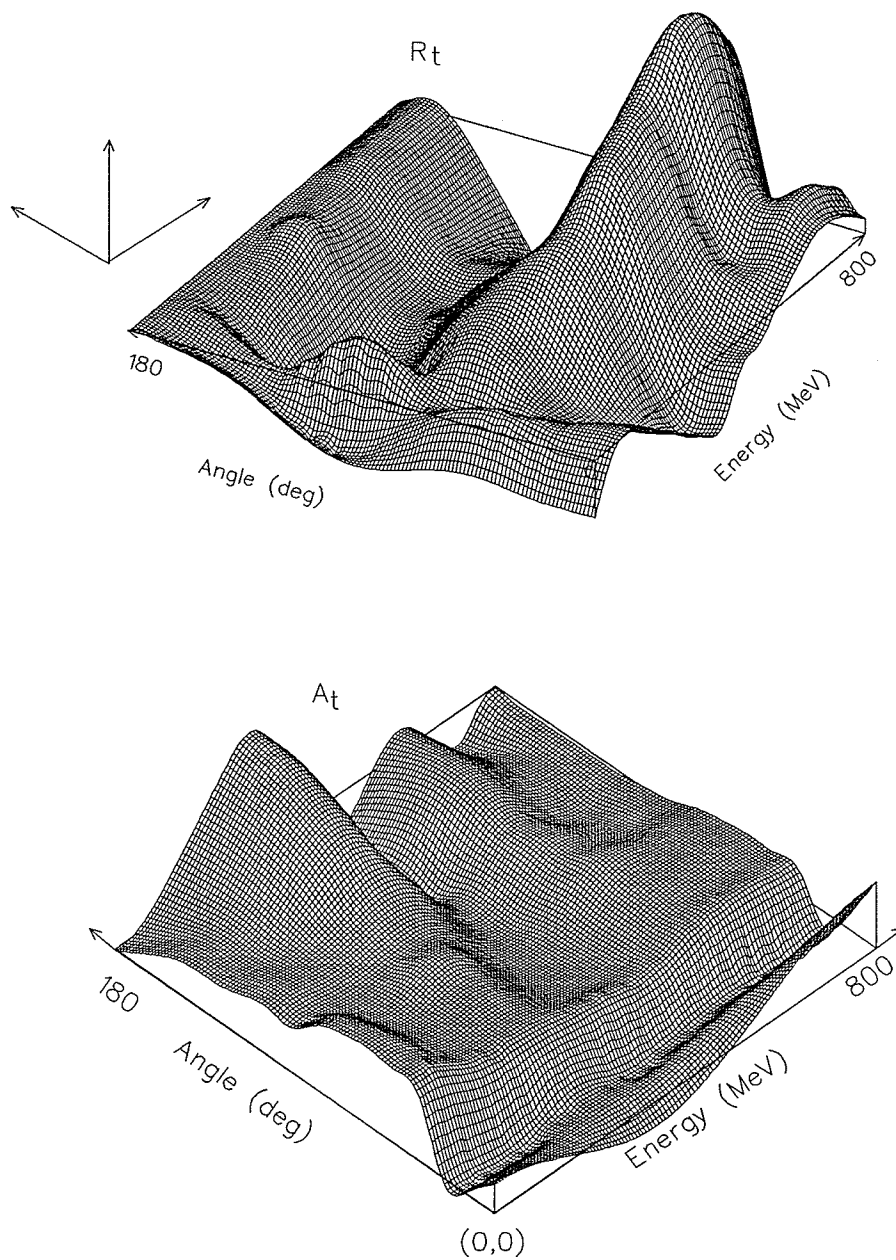 Rt
800
180
Energy (MeV)
Angle (deg)
At
180
800
Angle (deg)
Energy (MeV)
(0,0)